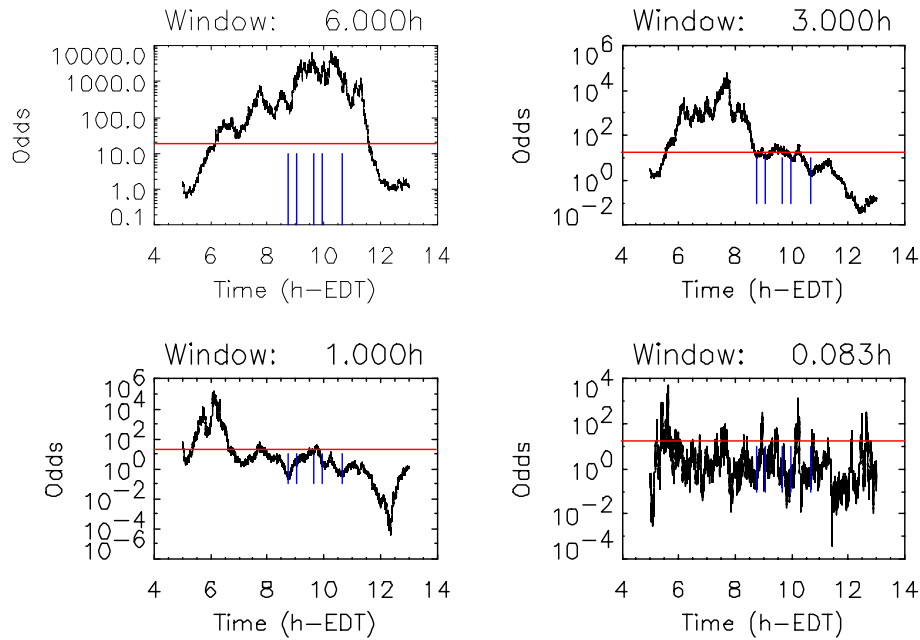 Window: 6.000h
Odds
10000.0
1000.0
100.0
10.0
1.0
0.1
4 6 8 10 12 14
Time (h-EDT)
Window: 3.000h
Odds
10^6
10^4
10^2
10^0
10^-2
4 6 8 10 12 14
Time (h-EDT)
Window: 1.000h
Odds
10^6
10^4
10^2
10^0
10^-2
10^-4
10^-6
4 6 8 10 12 14
Time (h-EDT)
Window: 0.083h
Odds
10^4
10^2
10^0
10^-2
10^-4
4 6 8 10 12 14
Time (h-EDT)